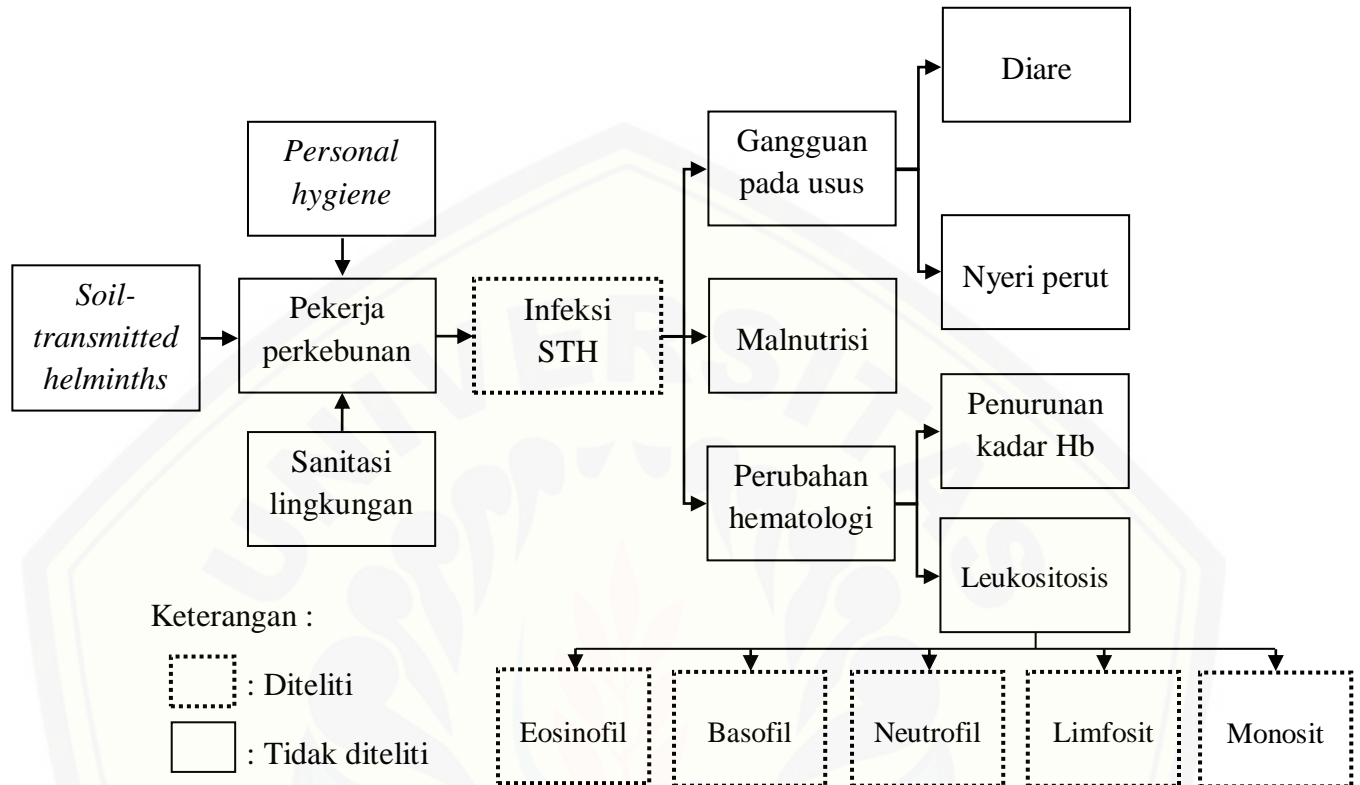 Diare
Personal
hygiene
Gangguan
pada usus
Nyeri perut
Soil-
transmitted
helminths
Pekerja
perkebunan
Infeksi
STH
Malnutrisi
Sanitasi
lingkungan
Perubahan
hematologi
Penurunan
kadar Hb
Leukositosis
Keterangan :
: Diteliti
: Tidak diteliti
Eosinofil
Basofil
Neutrofil
Limfosit
Monosit
UNIVERSITAS